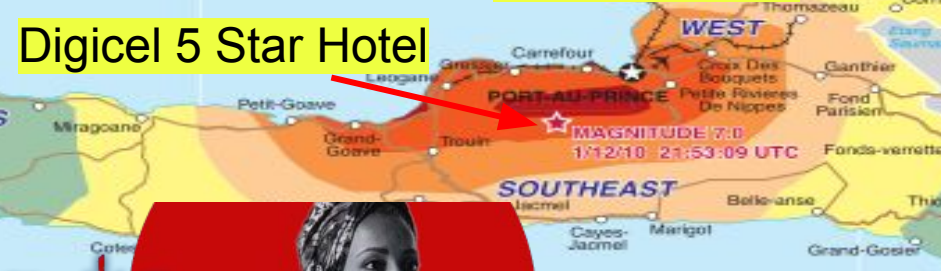 Thomazeau
WEST
Digicel 5 Star Hotel
Carrefour
Croix Des
Bouquets
Ganthier
Leogane
Gressier
PORT-AU-PRINCE
Petite Rivieres
De Nippes
Fond
Parisien
Petit-Goave
Miragoane
Grand-
Goave
Trouin
MAGNITUDE 7.0
1/12/10 21:53:09 UTC
Fonds-verrette
SOUTHEAST
Jacmel
Belle-anse
Cayes-
Jacmel
Marigot
Grand-Gosier